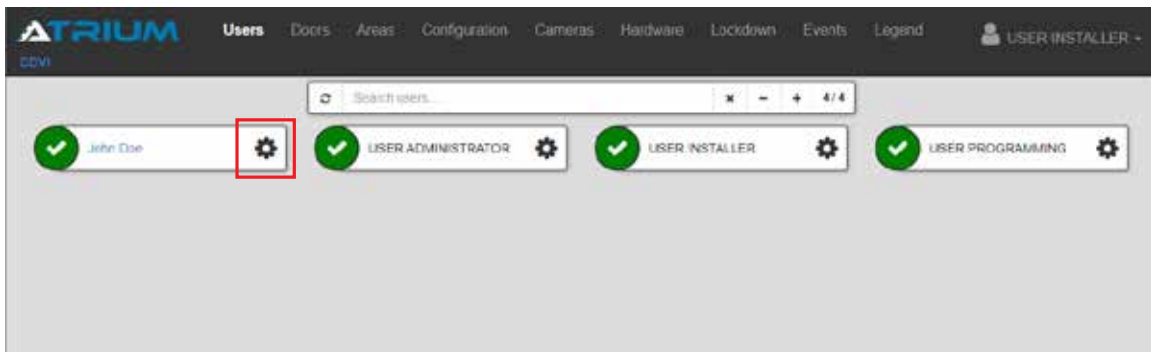 ATRIUM
CDVI
Users Doors Areas Configuration Cameras Hardware Lockdown Events Legend USER INSTALLER
Search users... × − + 4/4
John Doe USER ADMINISTRATOR USER INSTALLER USER PROGRAMMING